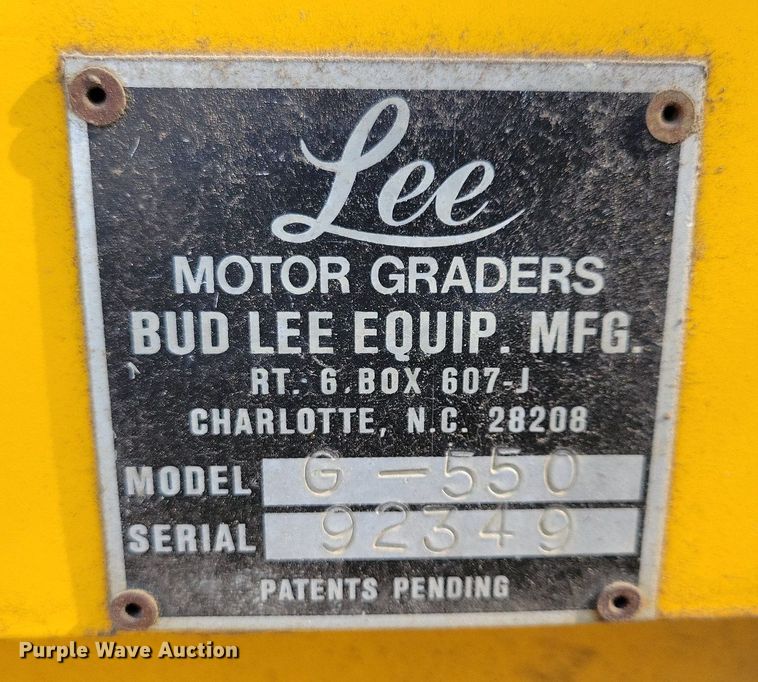 Lee
MOTOR GRADERS
BUD LEE EQUIP. MFG.
RT. 6, BOX 607-J
CHARLOTTE, N.C. 28208
MODEL G-550
SERIAL 92349
PATENTS PENDING
Purple Wave Auction